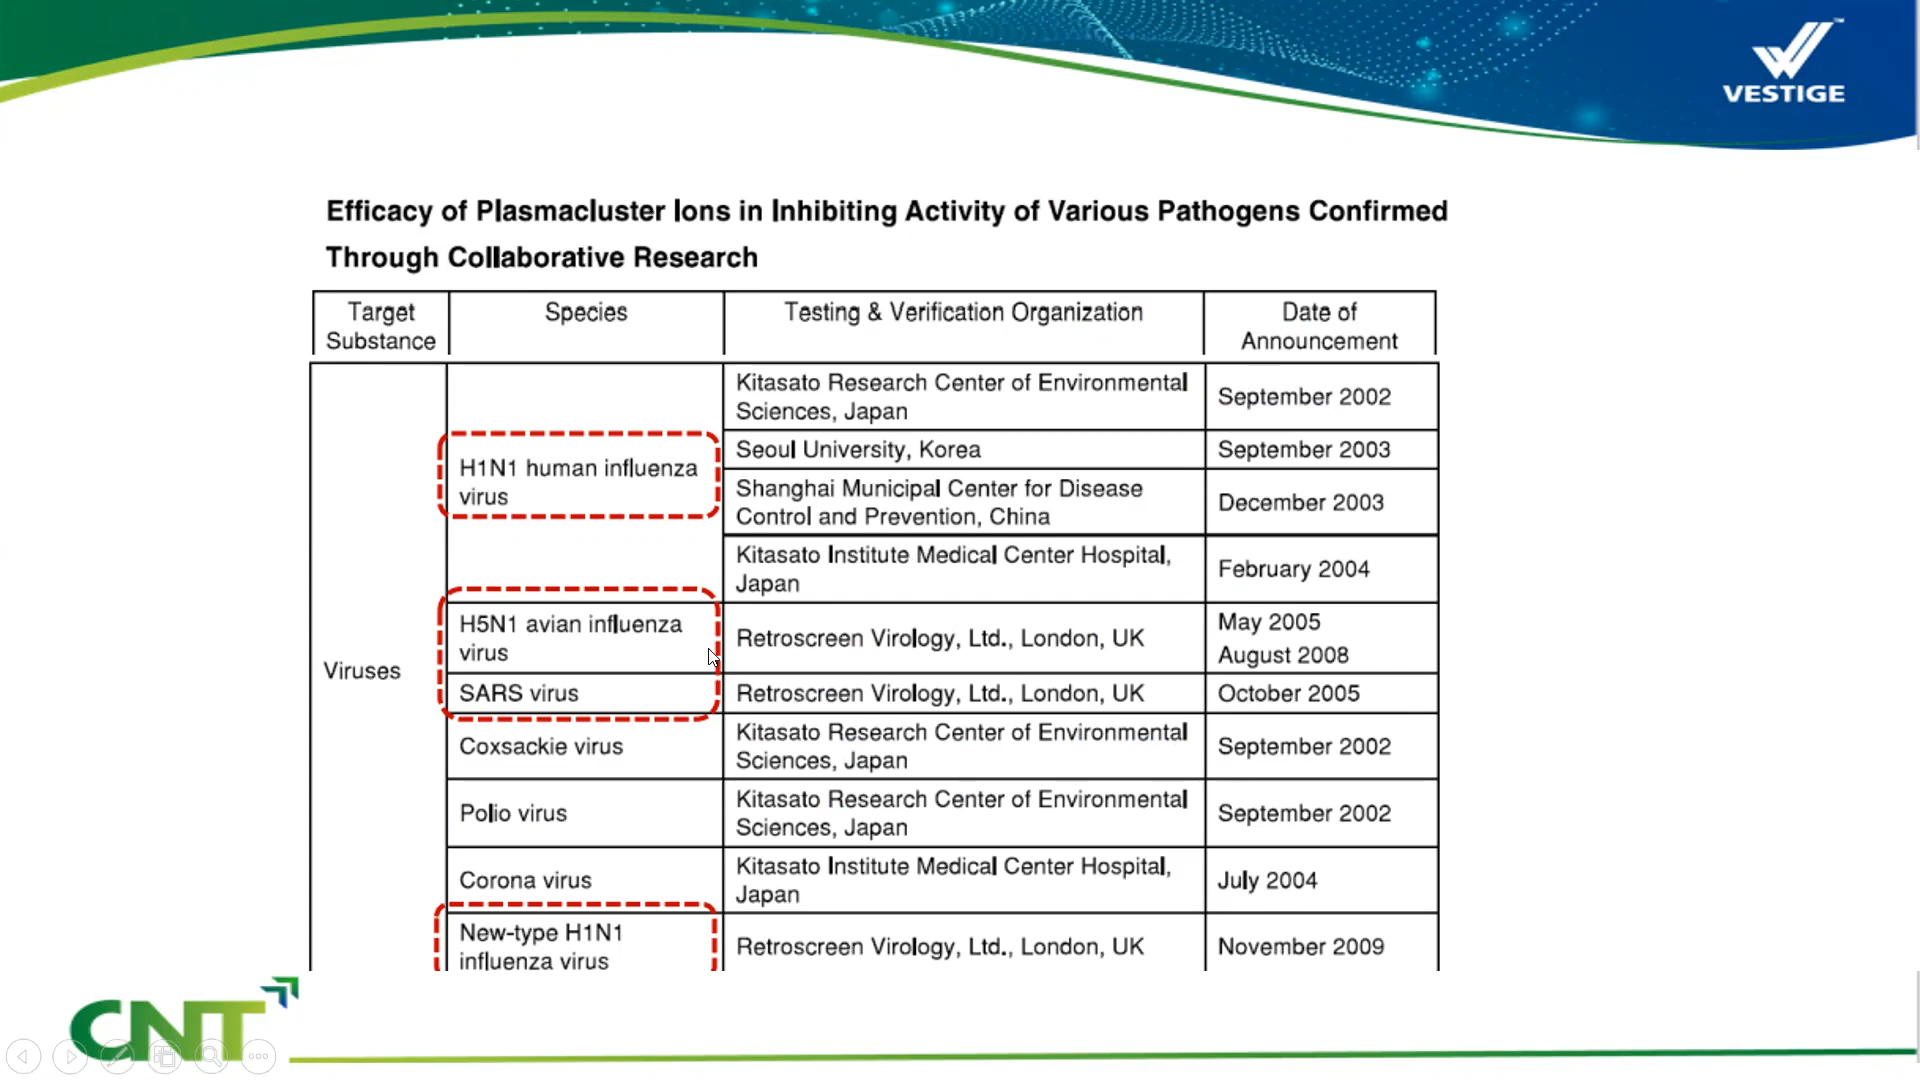 VESTIGE
Efficacy of Plasmacluster Ions in Inhibiting Activity of Various Pathogens Confirmed
Through Collaborative Research
Target
Substance
Species
Testing & Verification Organization
Date of
Announcement
Viruses
H1N1 human influenza
virus
Kitasato Research Center of Environmental
Sciences, Japan
September 2002
Seoul University, Korea
September 2003
Shanghai Municipal Center for Disease
Control and Prevention, China
December 2003
Kitasato Institute Medical Center Hospital,
Japan
February 2004
H5N1 avian influenza
virus
Retroscreen Virology, Ltd., London, UK
May 2005
August 2008
SARS virus
Retroscreen Virology, Ltd., London, UK
October 2005
Coxsackie virus
Kitasato Research Center of Environmental
Sciences, Japan
September 2002
Polio virus
Kitasato Research Center of Environmental
Sciences, Japan
September 2002
Corona virus
Kitasato Institute Medical Center Hospital,
Japan
July 2004
New-type H1N1
influenza virus
Retroscreen Virology, Ltd., London, UK
November 2009
CNT